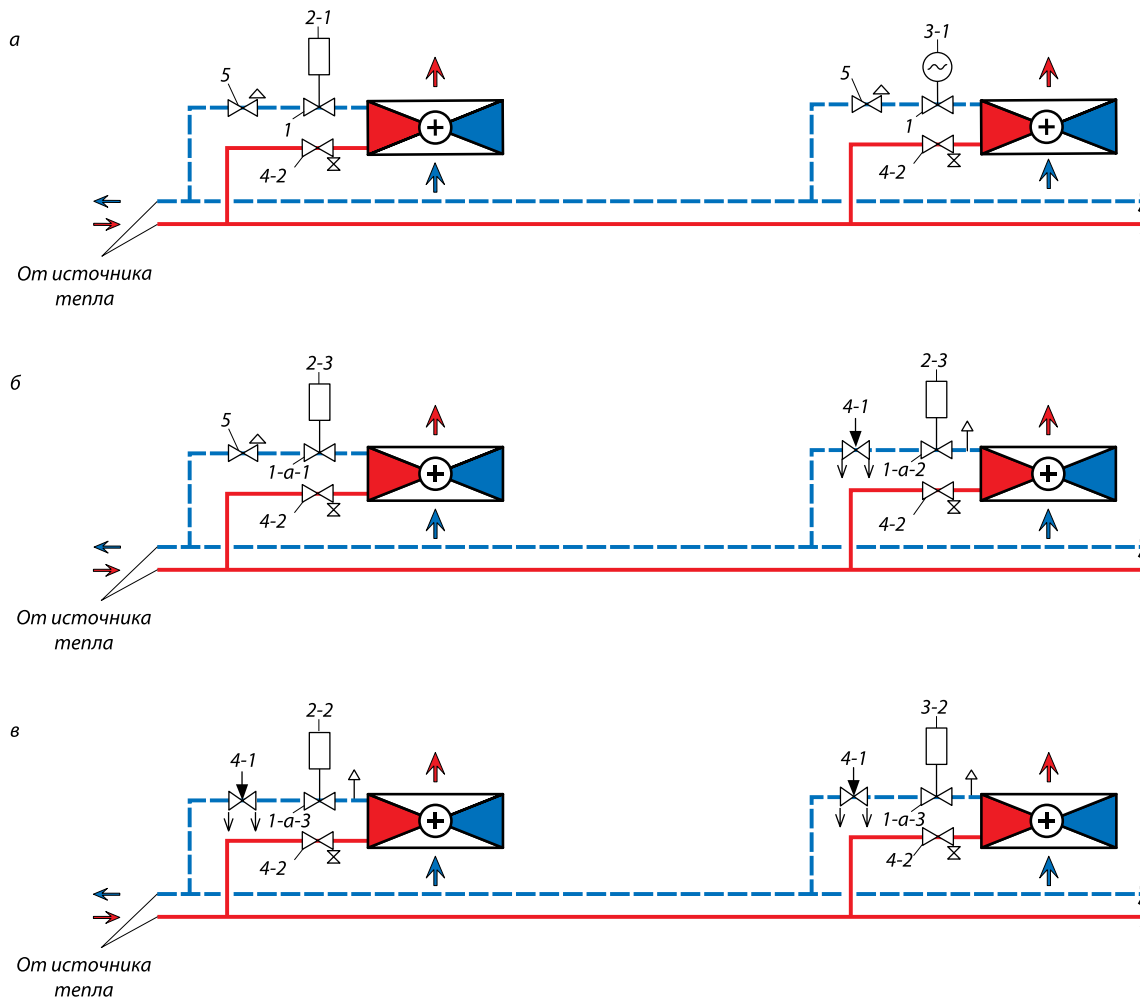 а
2-1
3-1
5
1
5
1
4-2
4-2
От источника
тепла
б
2-3
2-3
5
4-1
1-а-1
1-а-2
4-2
4-2
От источника
тепла
в
2-2
3-2
4-1
4-1
1-а-3
1-а-3
4-2
4-2
От источника
тепла